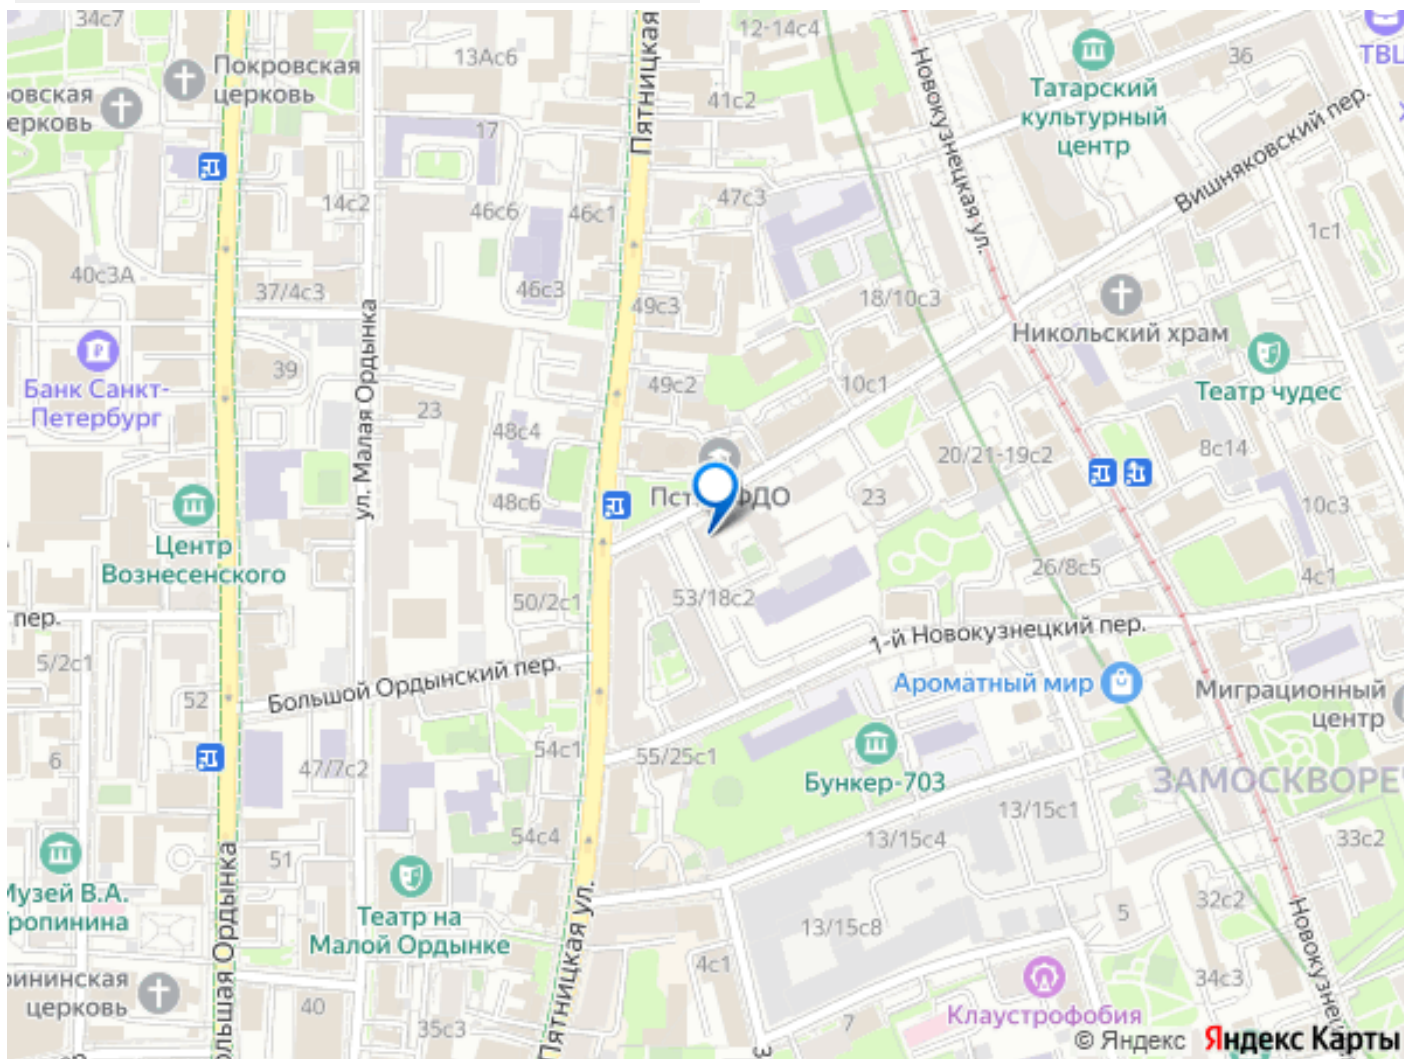 34с7
Покровская
церковь
овская
ерковь
13Ас6
Пятницкая
12-14с4
41с2
Новокузнецкая ул.
Татарский
культурный
центр
36
ТВЦ
Вишняковский пер.
17
14с2
46с6
46с1
47с3
1с1
40с3А
37/4с3
46с3
49с3
18/10с3
Никольский храм
Банк Санкт-
Петербург
39
ул. Малая Ордынка
23
49с2
10с1
Театр чудес
48с4
20/21-19с2
8с14
48с6
23
10с3
Центр
Вознесенского
26/8с5
4с1
пер.
50/2с1
53/18с2
1-й Новокузнецкий пер.
5/2с1
Большой Ордынский пер.
52
Ароматный мир
Миграционный
центр
6
47/7с2
54с1
55/25с1
Бункер-703
ЗАМОСКВОРЕЧ
13/15с1
13/15с4
33с2
54с4
51
Музей В.А.
ропинина
Театр на
Малой Ордынке
Пятницкая ул.
13/15с8
5
32с2
Новокузнец
ольшая Ордынка
рининская
церковь
40
35с3
4с1
34с3
Клаустрофобия
7
© Яндекс
Яндекс Карты